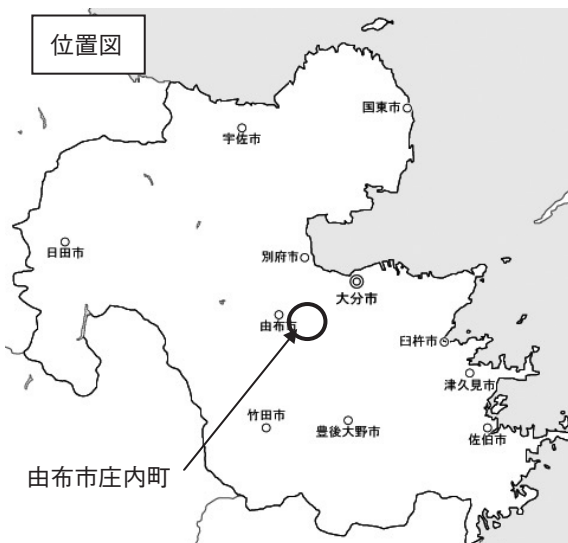 位置図
国東市
宇佐市
日田市
別府市
大分市
由布市
臼杵市
津久見市
竹田市
豊後大野市
佐伯市
由布市庄内町